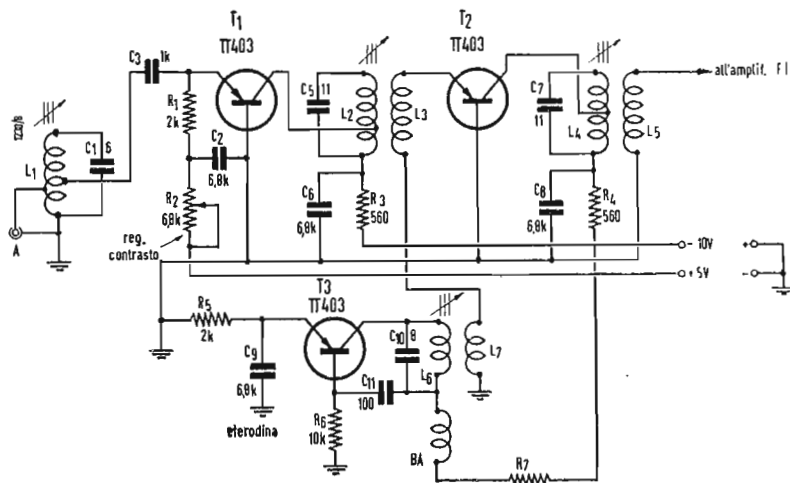 T1
ΠT403
T2
ΠT403
C3
1k
C5
11
L2
L3
C7
11
L4
L5
all'amplif. FI
R1
2k
C2
6,8k
L1
C1
6
A
R2
6,8k
reg.
contrasto
C6
6,8k
R3
560
C8
6,8k
R4
560
- 10V
+
+ 5V
-
T3
ΠT403
R5
2k
C9
6,8k
eterodina
R6
10k
C10
8
C11
100
L6
L7
BA
R7